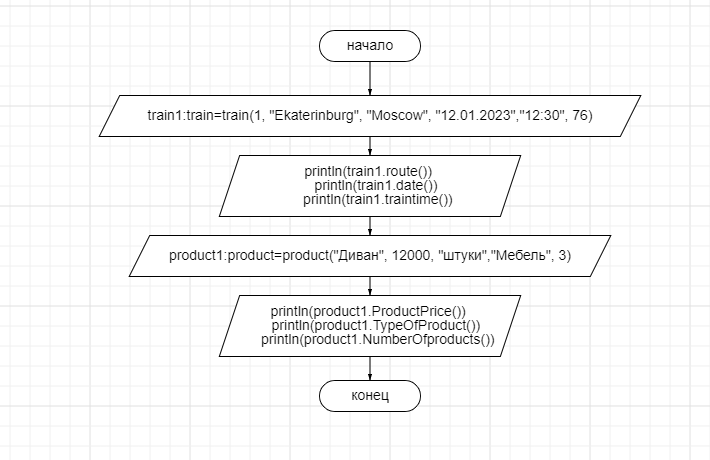 начало
train1:train=train(1, "Ekaterinburg", "Moscow", "12.01.2023","12:30", 76)
println(train1.route())
println(train1.date())
println(train1.traintime())
product1:product=product("Диван", 12000, "штуки","Мебель", 3)
println(product1.ProductPrice())
println(product1.TypeOfProduct())
println(product1.NumberOfproducts())
конец